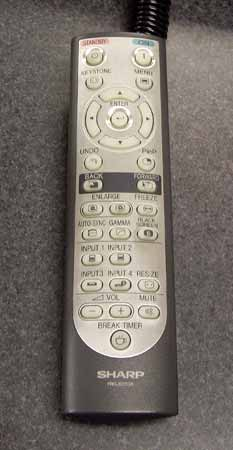 STANDBY ON
KEYSTONE MENU
ENTER
UNDO PinP
BACK FORWARD
ENLARGE FREEZE
AUTO SYNC GAMMA BLACK SCREEN
INPUT 1 INPUT 2
INPUT 3 INPUT 4 RESIZE
VOL MUTE
BREAK TIMER
SHARP
PROJECTOR